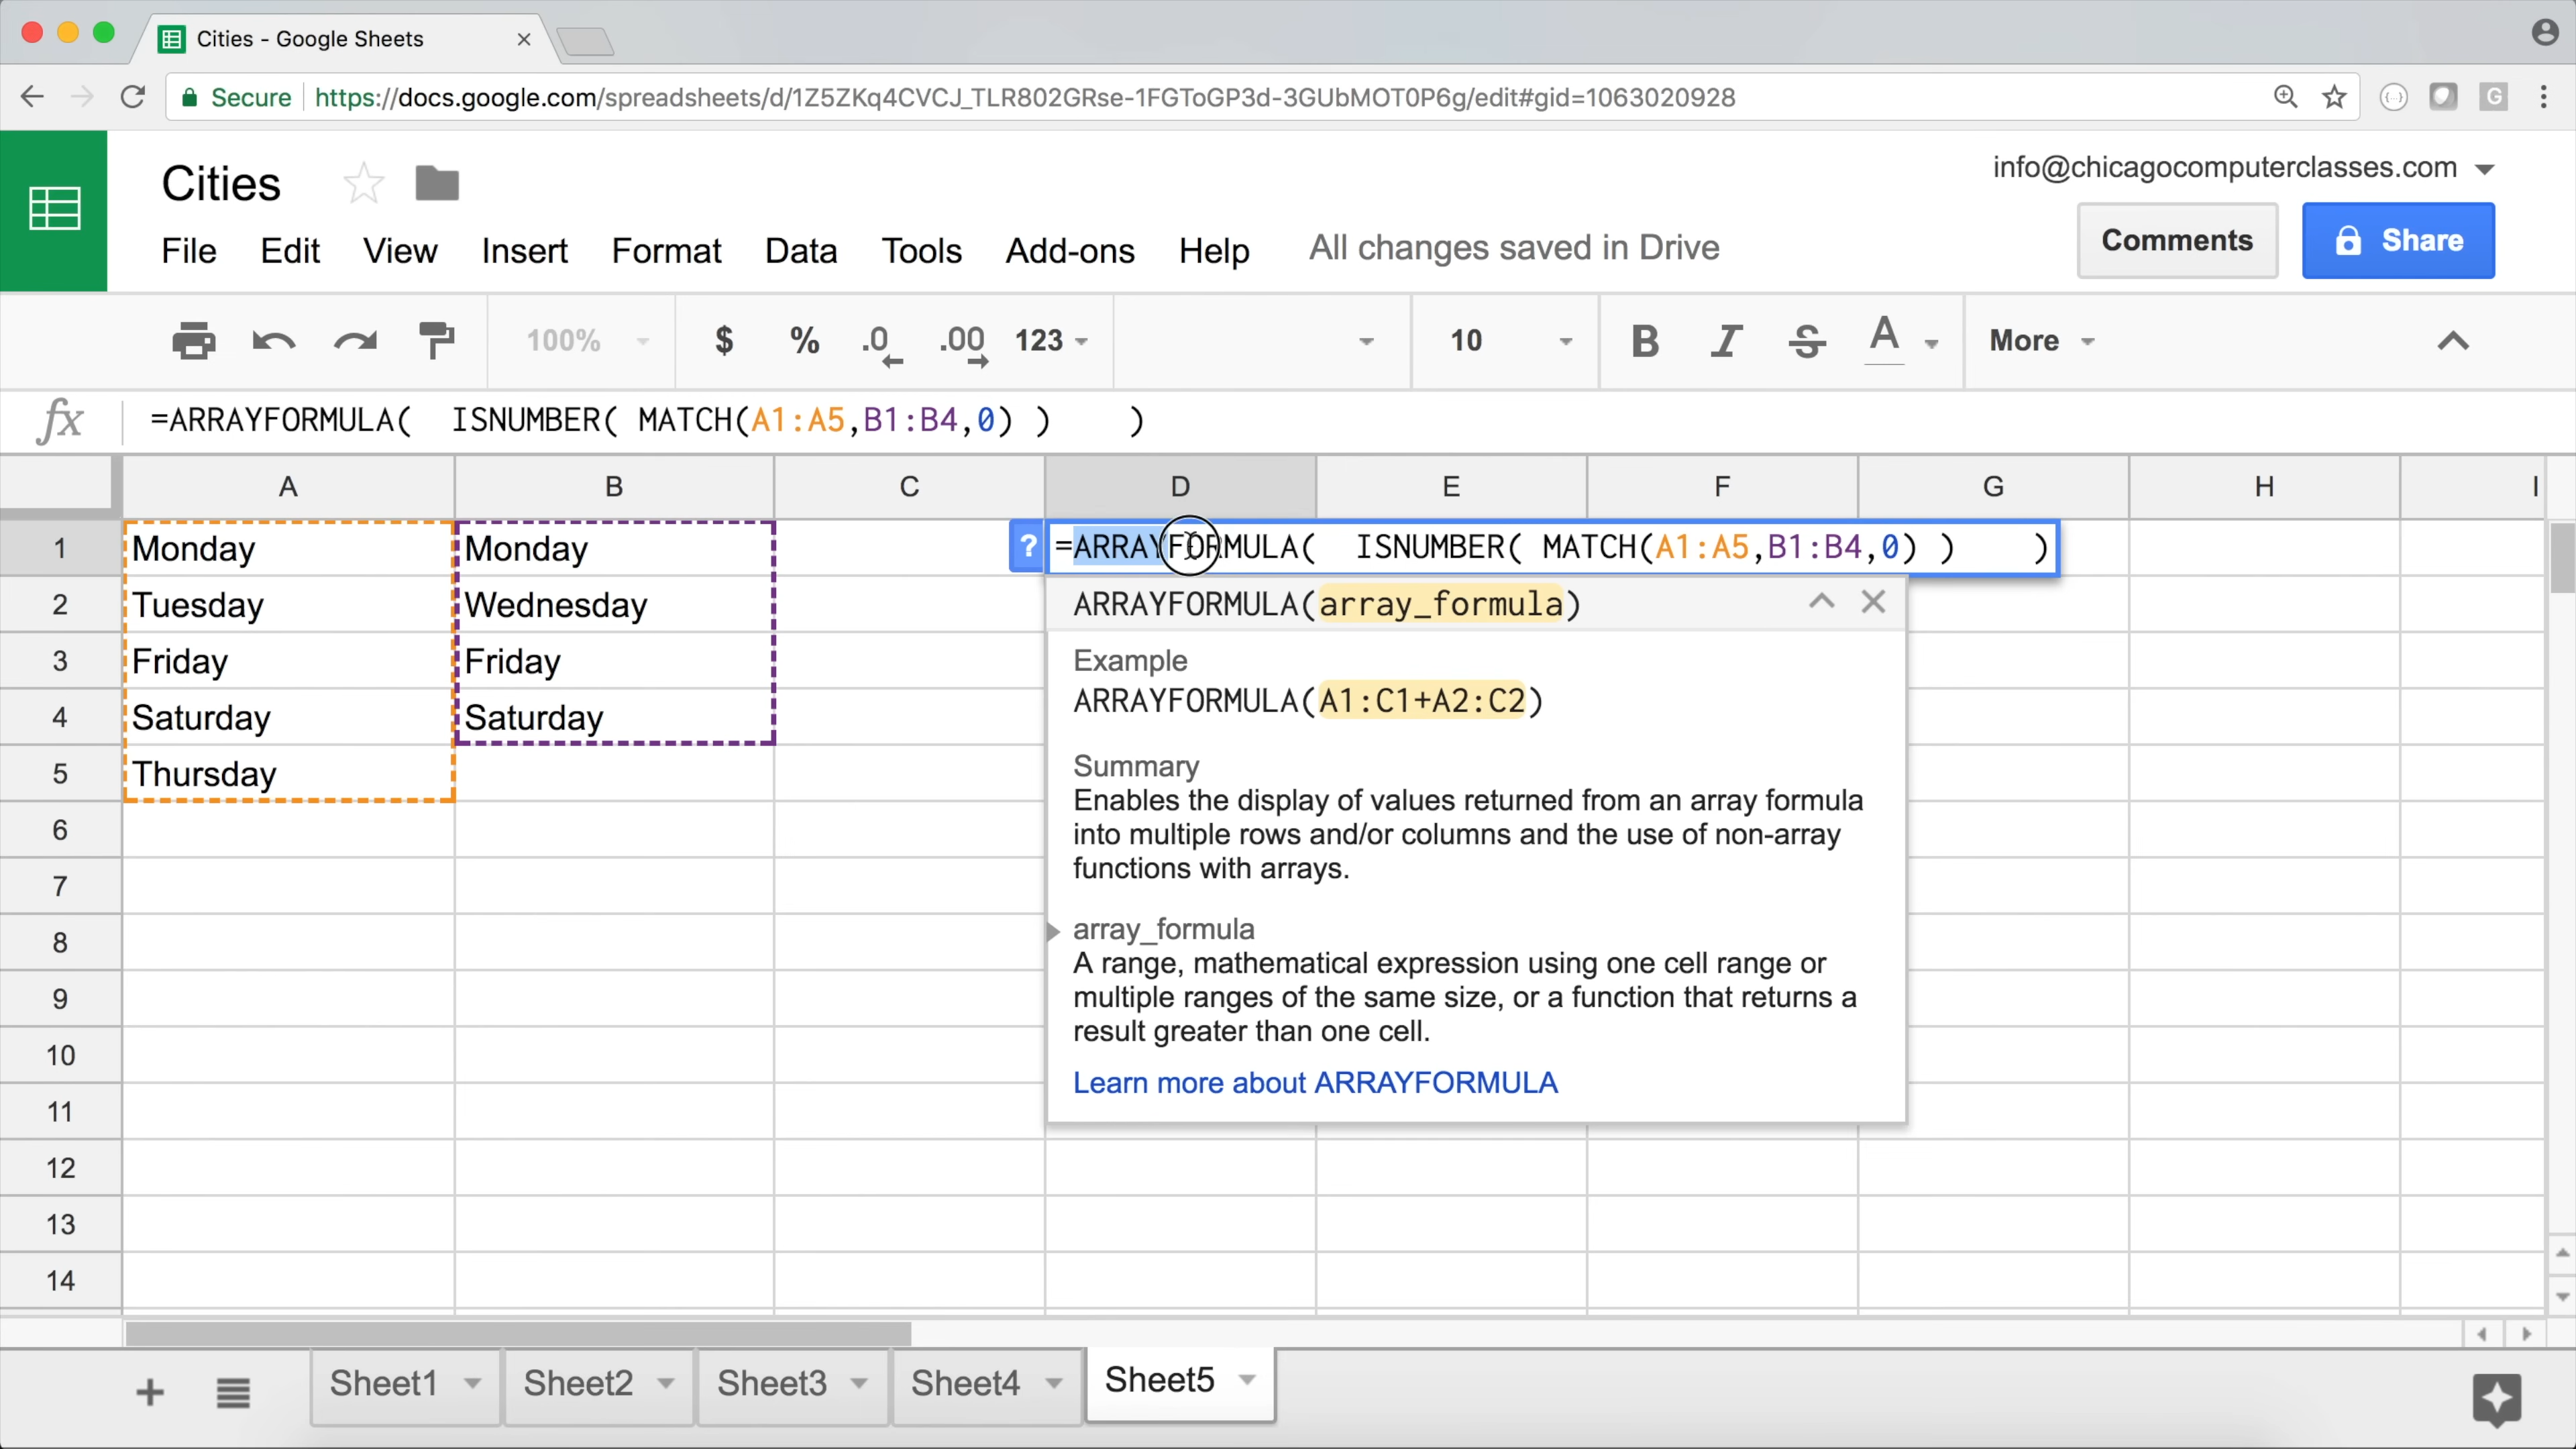 Cities - Google Sheets
Secure https://docs.google.com/spreadsheets/d/1Z5ZKq4CVCJ_TLR802GRse-1FGToGP3d-3GUbMOT0P6g/edit#gid=1063020928
G
Cities
info@chicagocomputerclasses.com
File Edit View Insert Format Data Tools Add-ons Help All changes saved in Drive
Comments Share
100% $ % .0 .00 123 10 B I S A More
fx =ARRAYFORMULA( ISNUMBER( MATCH(A1:A5,B1:B4,0) ) )
A B C D E F G H I
1 Monday Monday ? =ARRAYFORMULA( ISNUMBER( MATCH(A1:A5,B1:B4,0) ) )
2 Tuesday Wednesday ARRAYFORMULA(array_formula)
3 Friday Friday Example
ARRAYFORMULA(A1:C1+A2:C2)
4 Saturday Saturday
5 Thursday Summary
Enables the display of values returned from an array formula
6 into multiple rows and/or columns and the use of non-array
functions with arrays.
7
8 array_formula
A range, mathematical expression using one cell range or
9 multiple ranges of the same size, or a function that returns a
result greater than one cell.
10
Learn more about ARRAYFORMULA
11
12
13
14
+ Sheet1 Sheet2 Sheet3 Sheet4 Sheet5